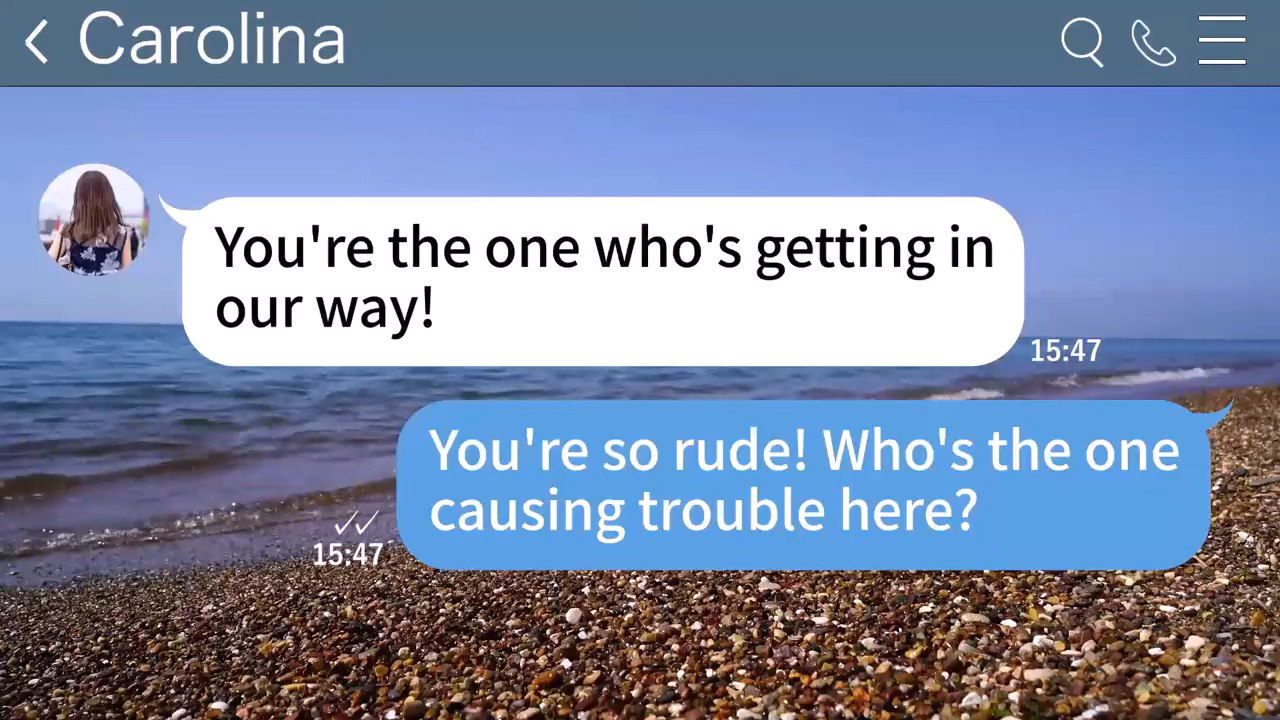 Carolina
You're the one who's getting in
our way!
15:47
You're so rude! Who's the one
causing trouble here?
15:47